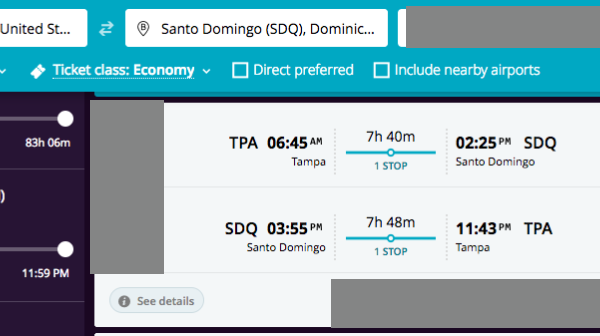 United St...
B
Santo Domingo (SDQ), Dominic...
Ticket class: Economy
Direct preferred
Include nearby airports
83h 06m
)
11:59 PM
TPA 06:45 AM
Tampa
7h 40m
1 STOP
02:25 PM SDQ
Santo Domingo
SDQ 03:55 PM
Santo Domingo
7h 48m
1 STOP
11:43 PM TPA
Tampa
i See details